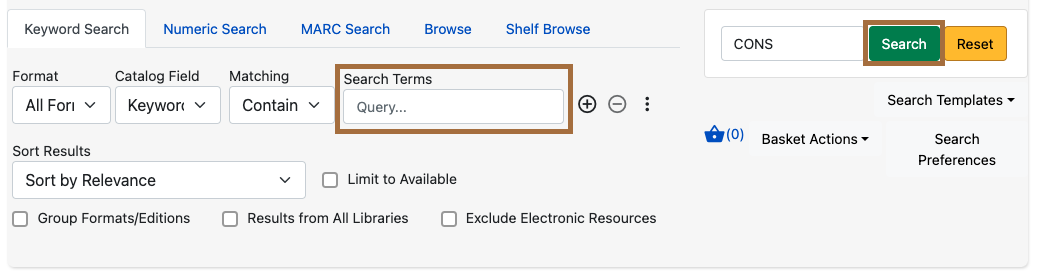 Keyword Search Numeric Search MARC Search Browse Shelf Browse
CONS Search Reset
Format Catalog Field Matching Search Terms
All For Keyword Contain Query...
Search Templates
(0) Basket Actions Search Preferences
Sort Results
Sort by Relevance Limit to Available
Group Formats/Editions Results from All Libraries Exclude Electronic Resources